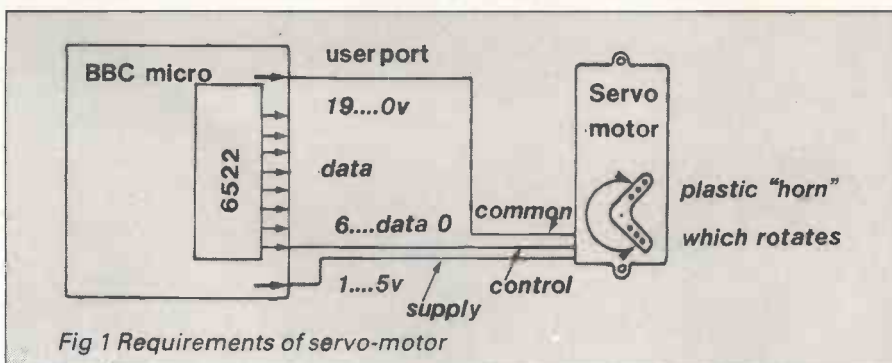 user port
BBC micro
Servo
motor
19....0v
6522
data
plastic "horn"
6....data 0
common
which rotates
1....5v
control
supply
Fig 1 Requirements of servo-motor